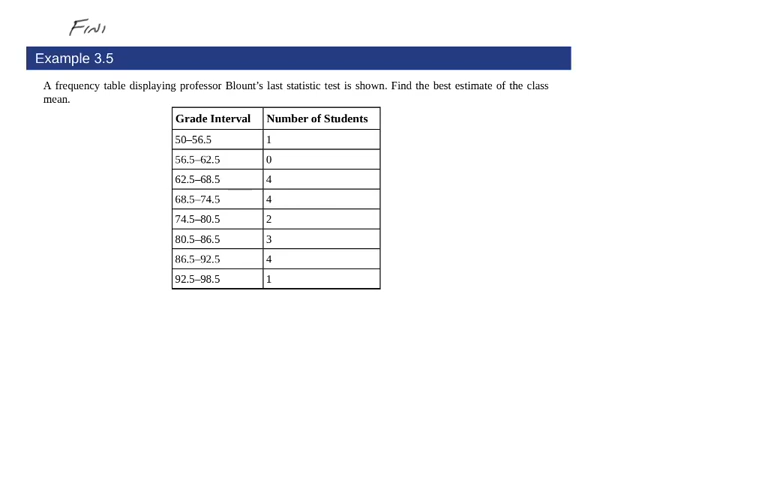 Example 3.5
A frequency table displaying professor Blount’s last statistic test is shown. Find the best estimate of the class
mean.
Grade Interval Number of Students
50–56.5 1
56.5–62.5 0
62.5–68.5 4
68.5–74.5 4
74.5–80.5 2
80.5–86.5 3
86.5–92.5 4
92.5–98.5 1